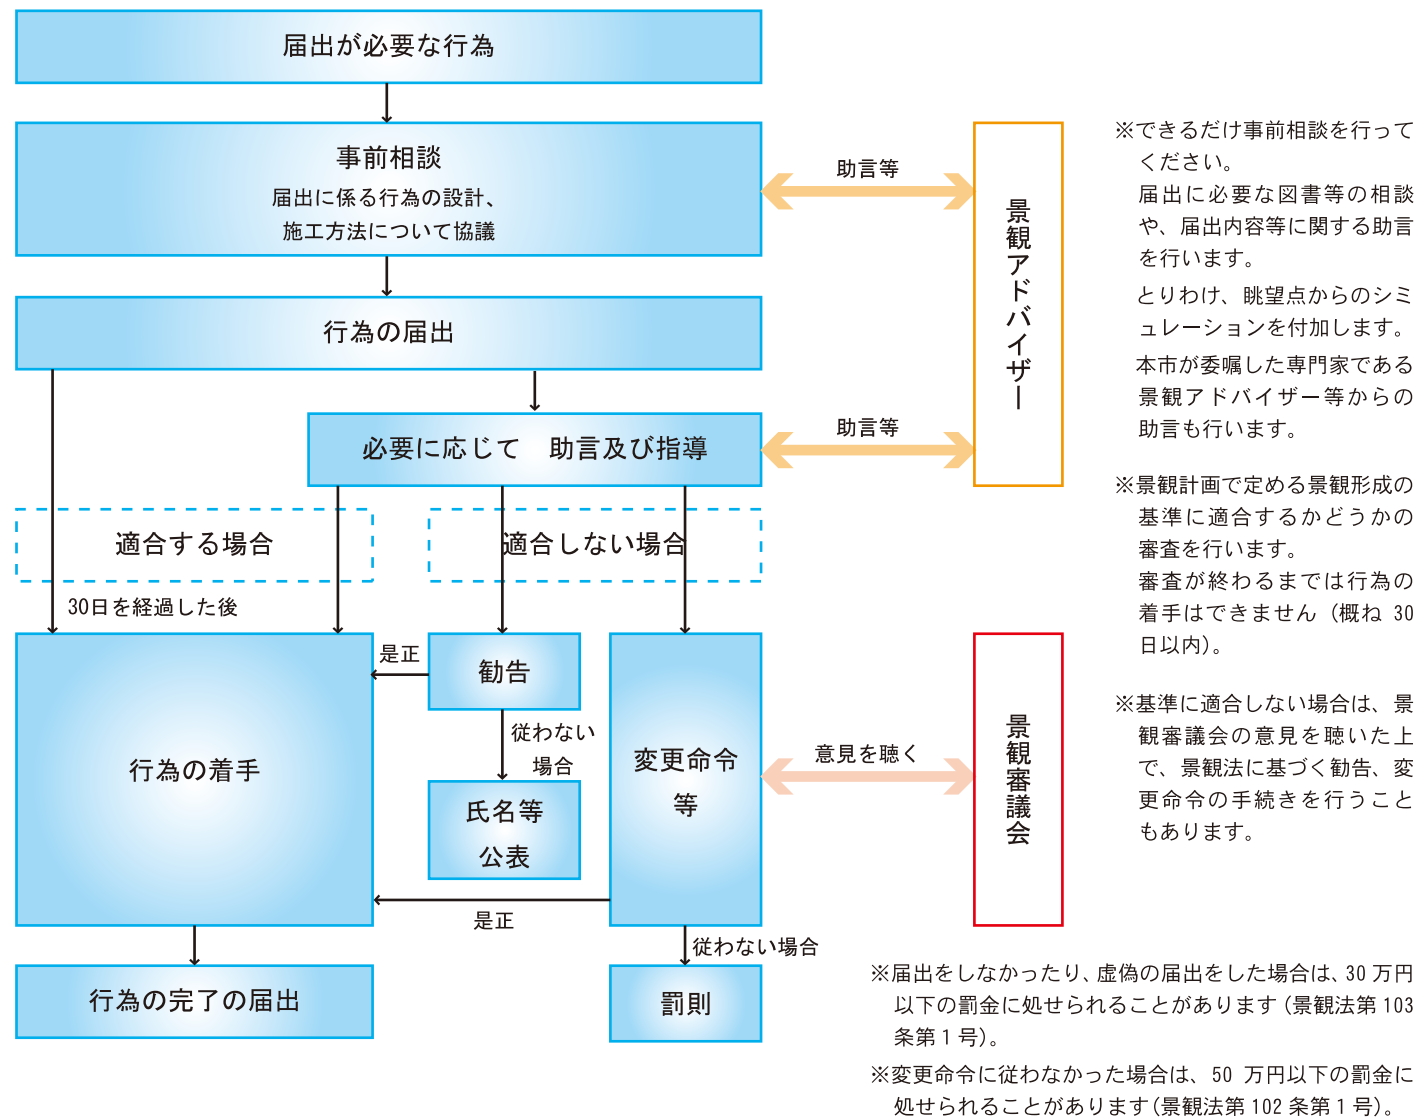 届出が必要な行為
事前相談
届出に係る行為の設計、
施工方法について協議
助言等
景観アドバイザー
行為の届出
必要に応じて　助言及び指導
助言等
適合する場合
適合しない場合
30日を経過した後
行為の着手
是正
勧告
従わない
場合
氏名等
公表
変更命令
等
意見を聴く
景観審議会
是正
従わない場合
行為の完了の届出
罰則
※できるだけ事前相談を行って
ください。
届出に必要な図書等の相談
や、届出内容等に関する助言
を行います。
とりわけ、眺望点からのシミ
ュレーションを付加します。
本市が委嘱した専門家である
景観アドバイザー等からの
助言も行います。
※景観計画で定める景観形成の
基準に適合するかどうかの
審査を行います。
審査が終わるまでは行為の
着手はできません（概ね 30
日以内）。
※基準に適合しない場合は、景
観審議会の意見を聴いた上
で、景観法に基づく勧告、変
更命令の手続きを行うこと
もあります。
※届出をしなかったり、虚偽の届出をした場合は、30 万円
以下の罰金に処せられることがあります（景観法第 103
条第１号）。
※変更命令に従わなかった場合は、50 万円以下の罰金に
処せられることがあります（景観法第 102 条第１号）。